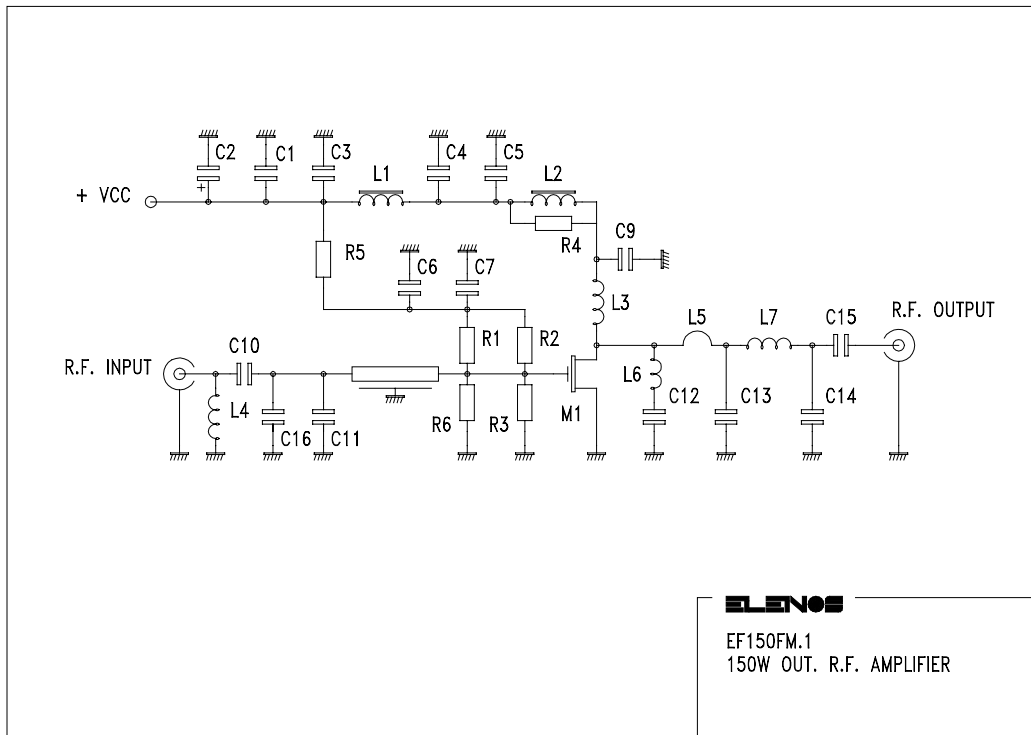 C2
C1
C3
C4
C5
L1
L2
+
+ VCC
R4
C9
R5
C6
C7
L3
R.F. OUTPUT
L5
L7
C15
R1
R2
C10
R.F. INPUT
L6
L4
C12
C13
C14
C16
C11
R6
R3
M1
ELENOS
EF150FM.1
150W OUT. R.F. AMPLIFIER